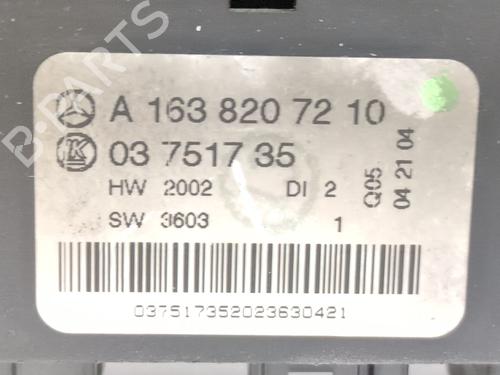 B-PARTS
A 163 820 72 10
K
03 7517 35
HW 2002 DI 2
SW 3603 1
Q05
04 21 04
037517352023630421